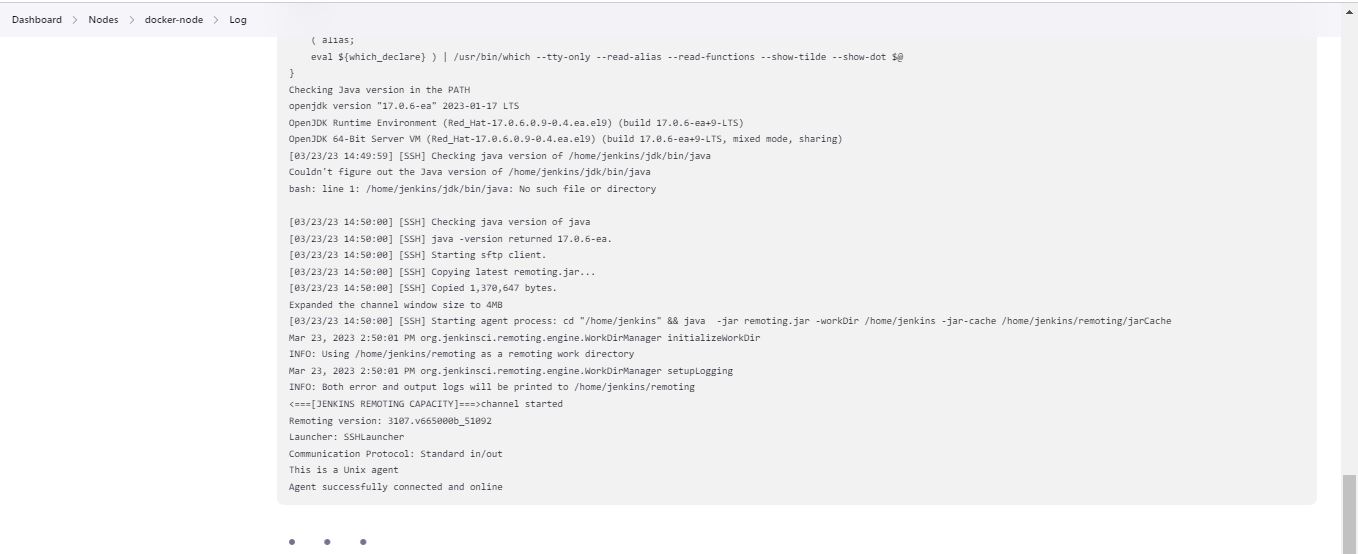 Dashboard > Nodes > docker-node > Log
( alias;
eval ${which_declare} ) | /usr/bin/which --tty-only --read-alias --read-functions --show-tilde --show-dot $@
}
Checking Java version in the PATH
openjdk version "17.0.6-ea" 2023-01-17 LTS
OpenJDK Runtime Environment (Red_Hat-17.0.6.0.9-0.4.ea.el9) (build 17.0.6-ea+9-LTS)
OpenJDK 64-Bit Server VM (Red_Hat-17.0.6.0.9-0.4.ea.el9) (build 17.0.6-ea+9-LTS, mixed mode, sharing)
[03/23/23 14:49:59] [SSH] Checking java version of /home/jenkins/jdk/bin/java
Couldn't figure out the Java version of /home/jenkins/jdk/bin/java
bash: line 1: /home/jenkins/jdk/bin/java: No such file or directory
[03/23/23 14:50:00] [SSH] Checking java version of java
[03/23/23 14:50:00] [SSH] java -version returned 17.0.6-ea.
[03/23/23 14:50:00] [SSH] Starting sftp client.
[03/23/23 14:50:00] [SSH] Copying latest remoting.jar...
[03/23/23 14:50:00] [SSH] Copied 1,370,647 bytes.
Expanded the channel window size to 4MB
[03/23/23 14:50:00] [SSH] Starting agent process: cd "/home/jenkins" && java  -jar remoting.jar -workDir /home/jenkins -jar-cache /home/jenkins/remoting/jarCache
Mar 23, 2023 2:50:01 PM org.jenkinsci.remoting.engine.WorkDirManager initializeWorkDir
INFO: Using /home/jenkins/remoting as a remoting work directory
Mar 23, 2023 2:50:01 PM org.jenkinsci.remoting.engine.WorkDirManager setupLogging
INFO: Both error and output logs will be printed to /home/jenkins/remoting
<===[JENKINS REMOTING CAPACITY]===>channel started
Remoting version: 3107.v665000b_51092
Launcher: SSHLauncher
Communication Protocol: Standard in/out
This is a Unix agent
Agent successfully connected and online